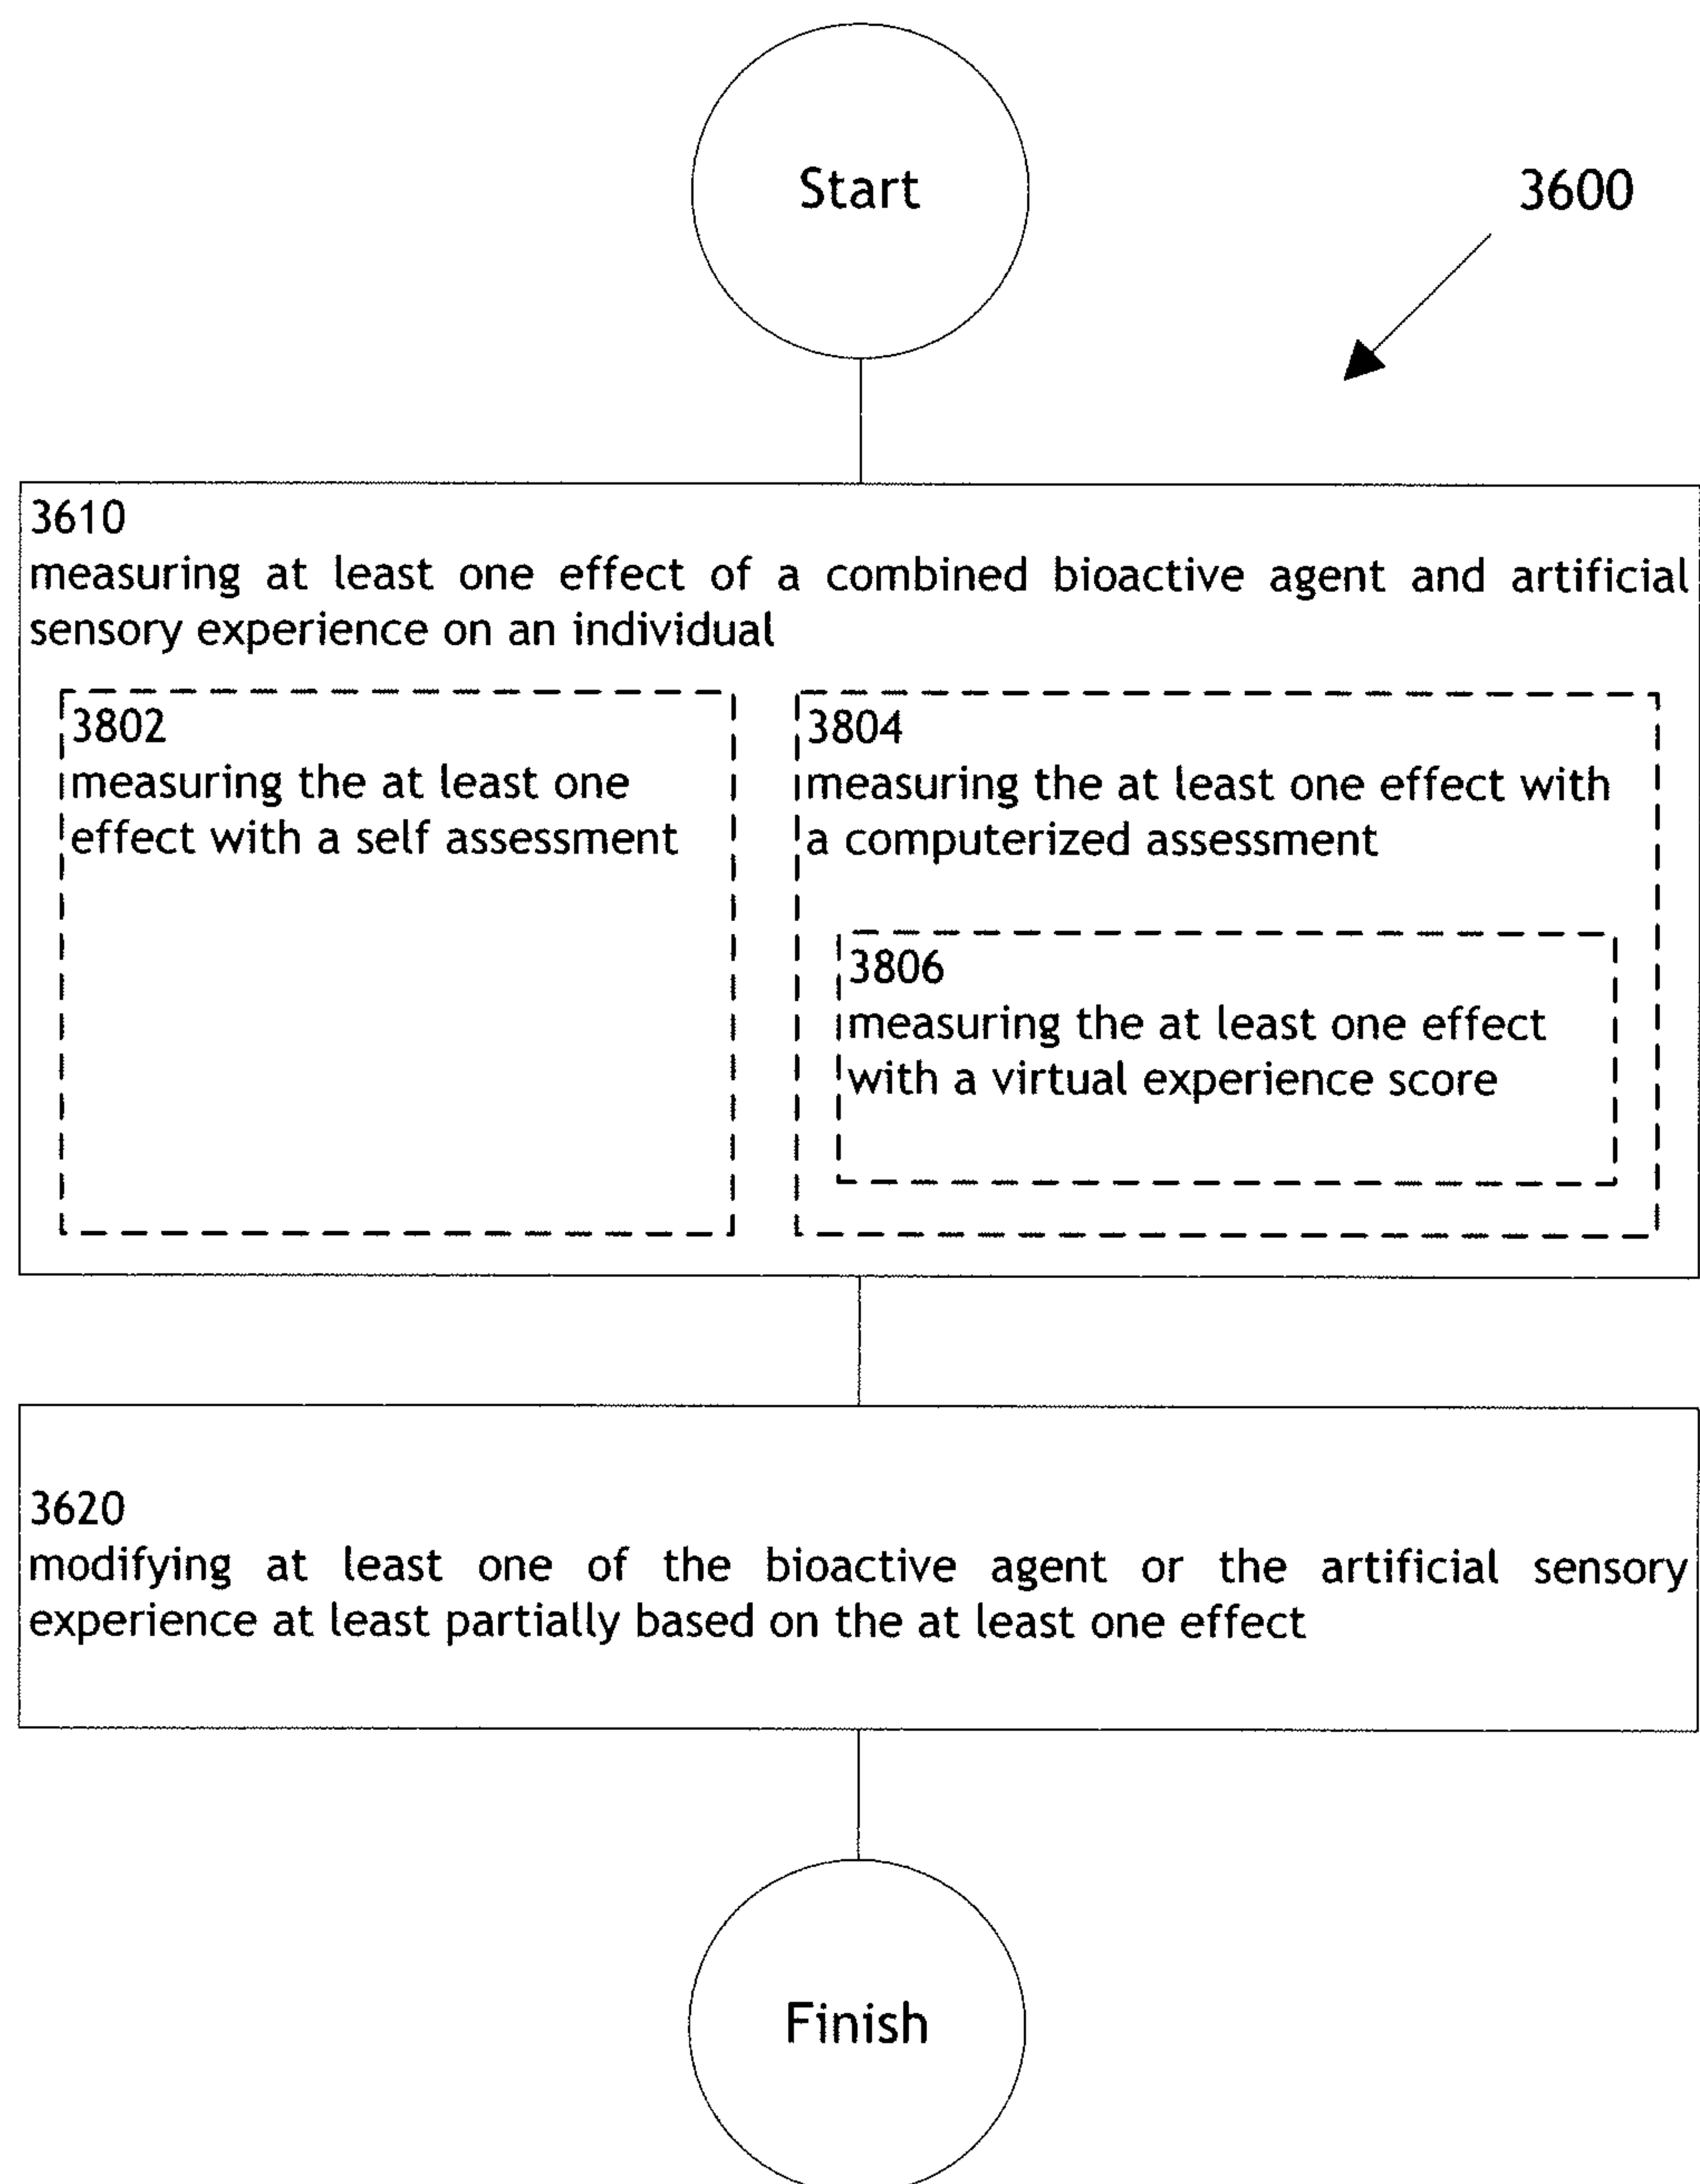 Start
3600
3610
measuring at least one effect of a combined bioactive agent and artificial
sensory experience on an individual
3802
measuring the at least one
effect with a self assessment
3804
measuring the at least one effect with
a computerized assessment
3806
measuring the at least one effect
with a virtual experience score
3620
modifying at least one of the bioactive agent or the artificial sensory
experience at least partially based on the at least one effect
Finish